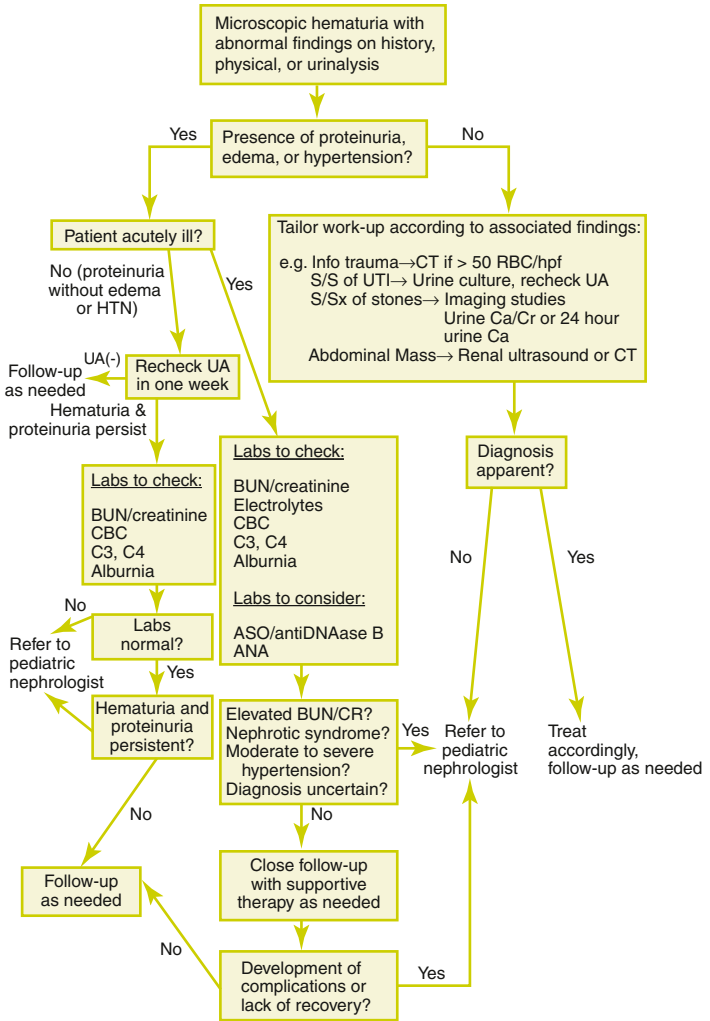 Microscopic hematuria with
abnormal findings on history,
physical, or urinalysis
Yes
Presence of proteinuria,
edema, or hypertension?
No
Patient acutely ill?
No (proteinuria
without edema
or HTN)
Yes
Tailor work-up according to associated findings:
e.g. Info trauma→CT if > 50 RBC/hpf
S/S of UTI→ Urine culture, recheck UA
S/Sx of stones→ Imaging studies
Urine Ca/Cr or 24 hour
urine Ca
Abdominal Mass→ Renal ultrasound or CT
UA(-)
Follow-up
as needed
Recheck UA
in one week
Hematuria &
proteinuria persist
Labs to check:
BUN/creatinine
CBC
C3, C4
Alburnia
Labs to check:
BUN/creatinine
Electrolytes
CBC
C3, C4
Alburnia
Labs to consider:
ASO/antiDNAase B
ANA
Diagnosis
apparent?
No
Yes
No
Labs
normal?
Refer to
pediatric
nephrologist
Yes
Hematuria and
proteinuria
persistent?
Elevated BUN/CR?
Nephrotic syndrome?
Moderate to severe
hypertension?
Diagnosis uncertain?
Yes
Refer to
pediatric
nephrologist
Treat
accordingly,
follow-up as needed
No
No
Follow-up
as needed
Close follow-up
with supportive
therapy as needed
No
Development of
complications or
lack of recovery?
Yes